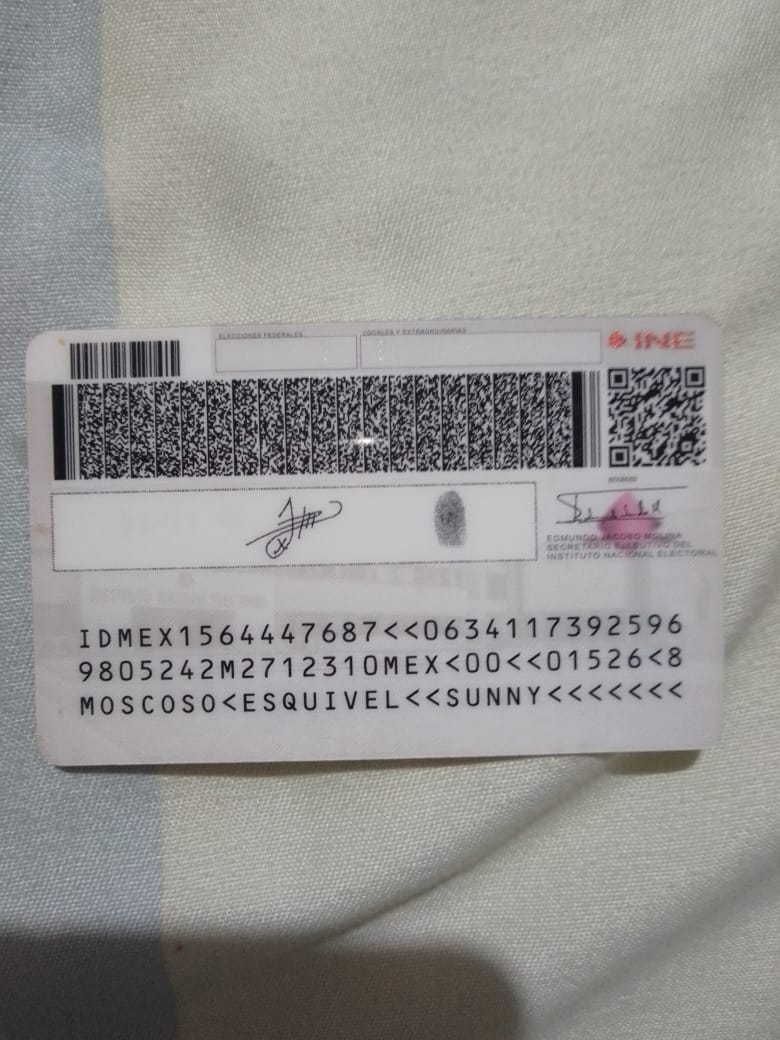 ELECCIONES FEDERALES
LOCALES Y EXTRAORDINARIAS
INE
EDMUNDO JACOBO MOLINA
SECRETARIO EJECUTIVO DEL
INSTITUTO NACIONAL ELECTORAL
IDMEX1564447687<<0634117392596
9805242M2712310MEX<00<<01526<8
MOSCOSO<ESQUIVEL<<SUNNY<<<<<<<